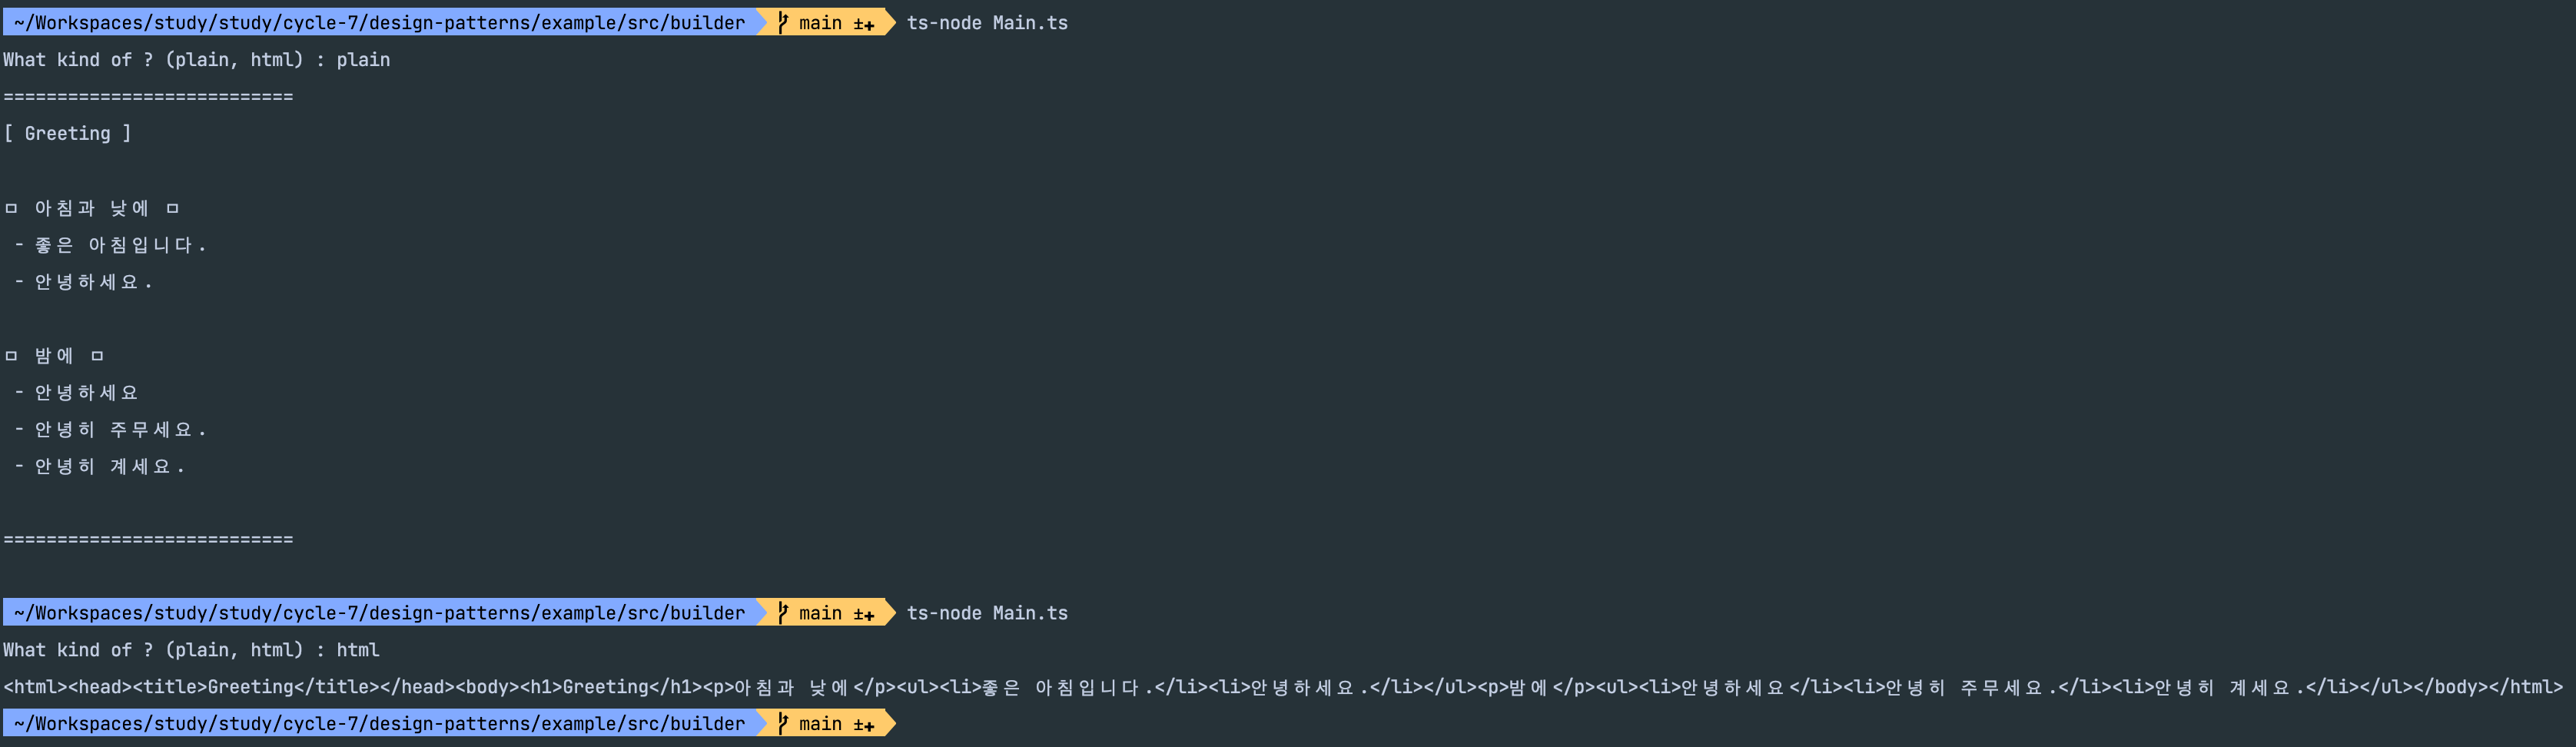 ~/Workspaces/study/study/cycle-7/design-patterns/example/src/builder main ±✚ ts-node Main.ts
What kind of ? (plain, html) : plain
===========================
[ Greeting ]
ㅁ 아침과 낮에 ㅁ
- 좋은 아침입니다.
- 안녕하세요.
ㅁ 밤에 ㅁ
- 안녕하세요
- 안녕히 주무세요.
- 안녕히 계세요.
===========================
~/Workspaces/study/study/cycle-7/design-patterns/example/src/builder main ±✚ ts-node Main.ts
What kind of ? (plain, html) : html
<html><head><title>Greeting</title></head><body><h1>Greeting</h1><p>아침과 낮에</p><ul><li>좋은 아침입니다.</li><li>안녕하세요.</li></ul><p>밤에</p><ul><li>안녕하세요</li><li>안녕히 주무세요.</li><li>안녕히 계세요.</li></ul></body></html>
~/Workspaces/study/study/cycle-7/design-patterns/example/src/builder main ±✚